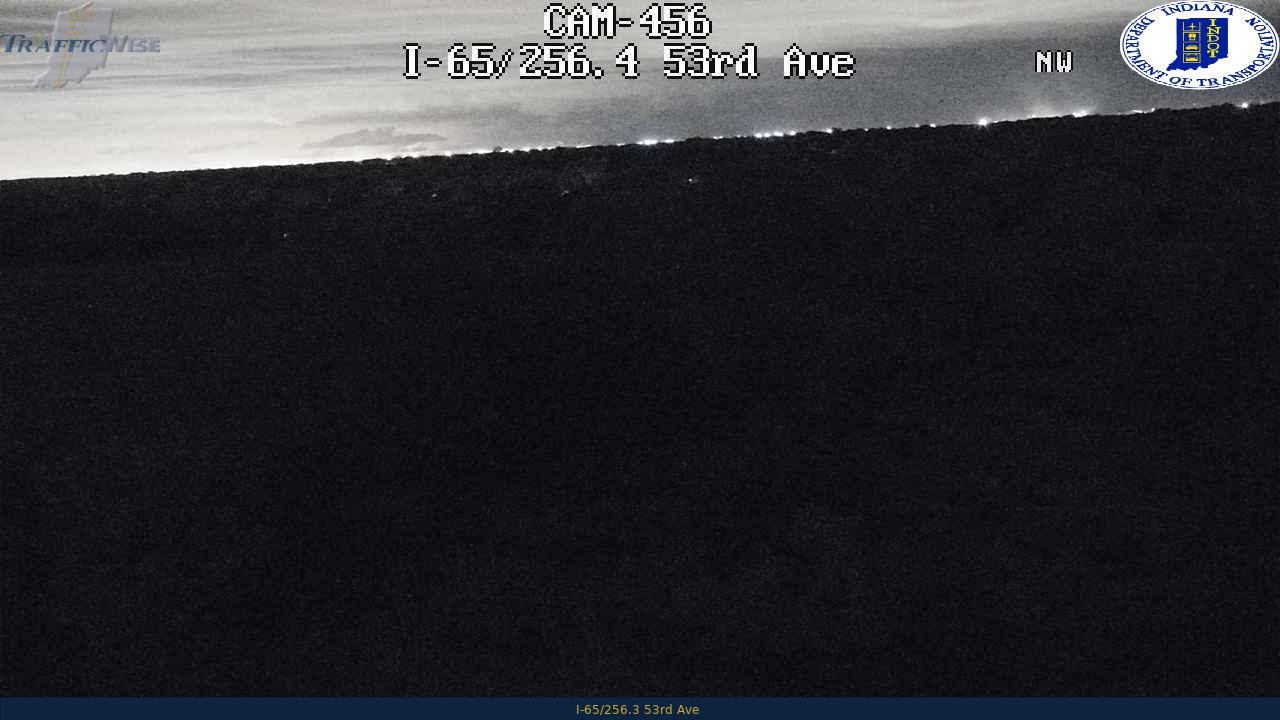 TRAFFICWISE
CAM-456
I-65/256.4 53rd Ave
NW
INDIANA
DEPARTMENT OF TRANSPORTATION
INDOT
I-65/256.3 53rd Ave